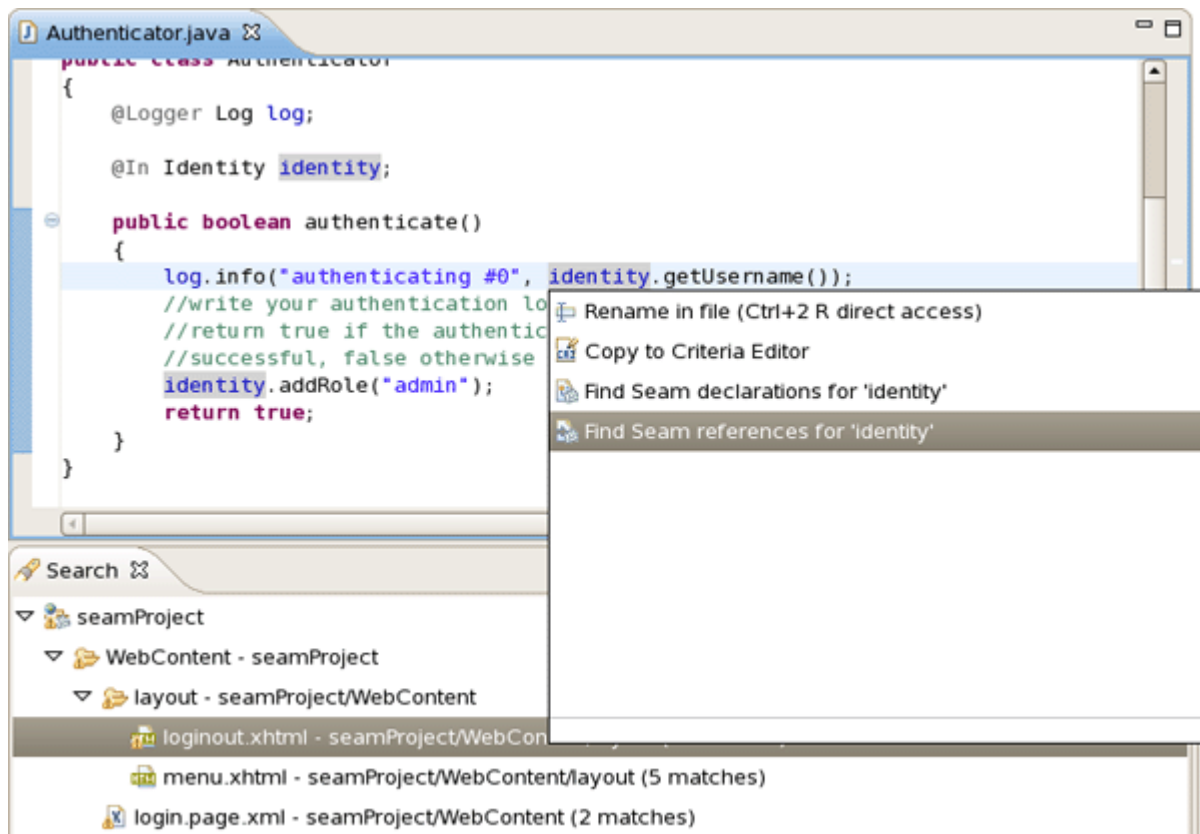 Authenticator.java
public class Authenticator
{
@Logger Log log;
@In Identity identity;
public boolean authenticate()
{
log.info("authenticating #0", identity.getUsername());
//write your authentication lo
//return true if the authentic
//successful, false otherwise
identity.addRole("admin");
return true;
}
}
Rename in file (Ctrl+2 R direct access)
Copy to Criteria Editor
Find Seam declarations for 'identity'
Find Seam references for 'identity'
Search
seamProject
WebContent - seamProject
layout - seamProject/WebContent
loginout.xhtml - seamProject/WebCon
menu.xhtml - seamProject/WebContent/layout (5 matches)
login.page.xml - seamProject/WebContent (2 matches)